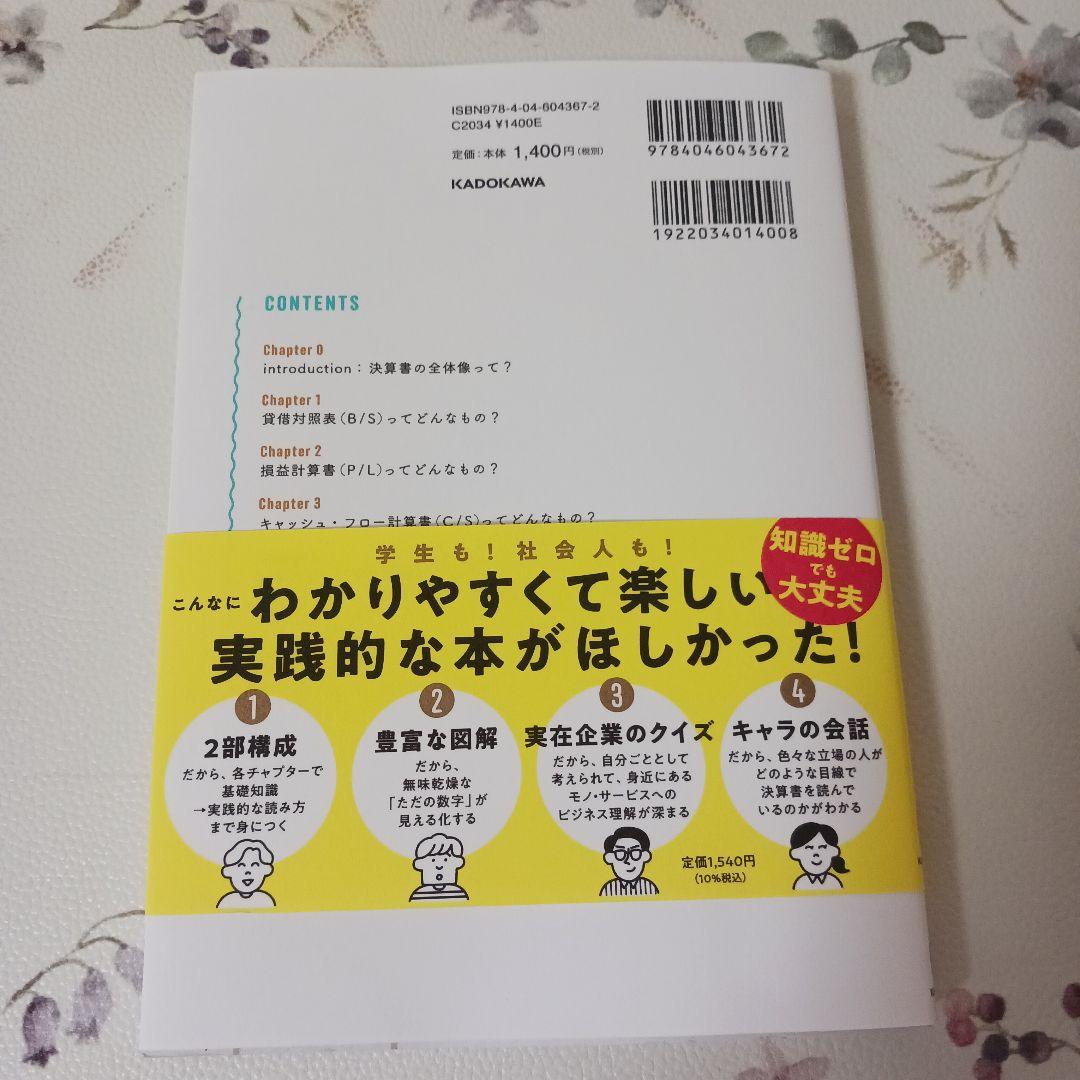 ISBN978-4-04-604367-2
C2034 ¥1400E
定価：本体 1,400円（税別）
KADOKAWA
9784046043672
1922034014008
CONTENTS
Chapter 0
introduction：決算書の全体像って？
Chapter 1
貸借対照表（B/S）ってどんなもの？
Chapter 2
損益計算書（P/L）ってどんなもの？
Chapter 3
キャッシュ・フロー計算書（C/S）ってどんなもの？
学生も！社会人も！
こんなに わかりやすくて楽しい
実践的な本がほしかった！
知識ゼロ
でも
大丈夫
1
2部構成
だから、各チャプターで
基礎知識
→実践的な読み方
まで身につく
2
豊富な図解
だから、
無味乾燥な
「ただの数字」が
見える化する
3
実在企業のクイズ
だから、自分ごととして
考えられて、身近にある
モノ・サービスへの
ビジネス理解が深まる
4
キャラの会話
だから、色々な立場の人が
どのような目線で
決算書を読んで
いるのかがわかる
定価1,540円
（10％税込）